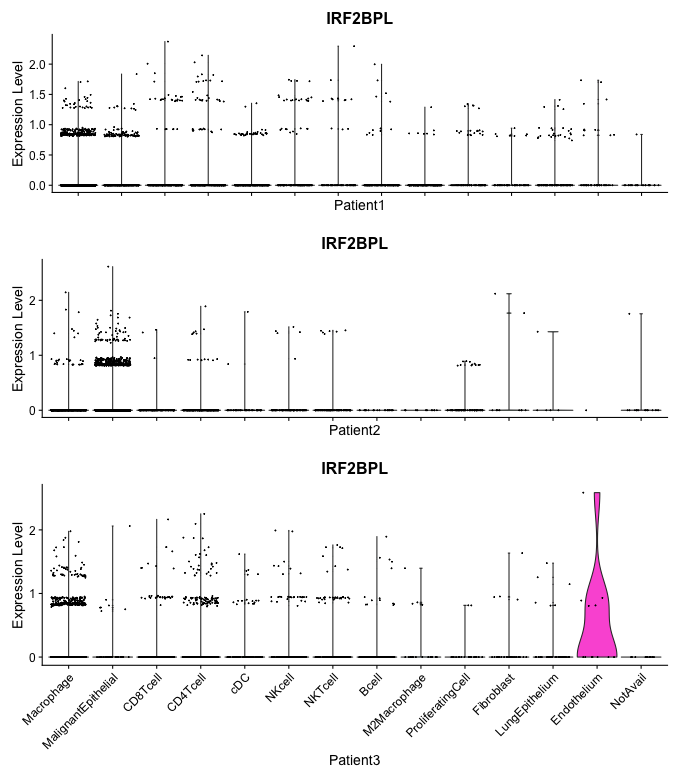 IRF2BPL
Expression Level
2.0
1.5
1.0
0.5
0.0
Patient1
IRF2BPL
Expression Level
2
1
0
Patient2
IRF2BPL
Expression Level
2
1
0
Macrophage
MalignantEpithelial
CD8Tcell
CD4Tcell
cDC
NKcell
NKTcell
Bcell
M2Macrophage
ProliferatingCell
Fibroblast
LungEpithelium
Endothelium
NotAvail
Patient3